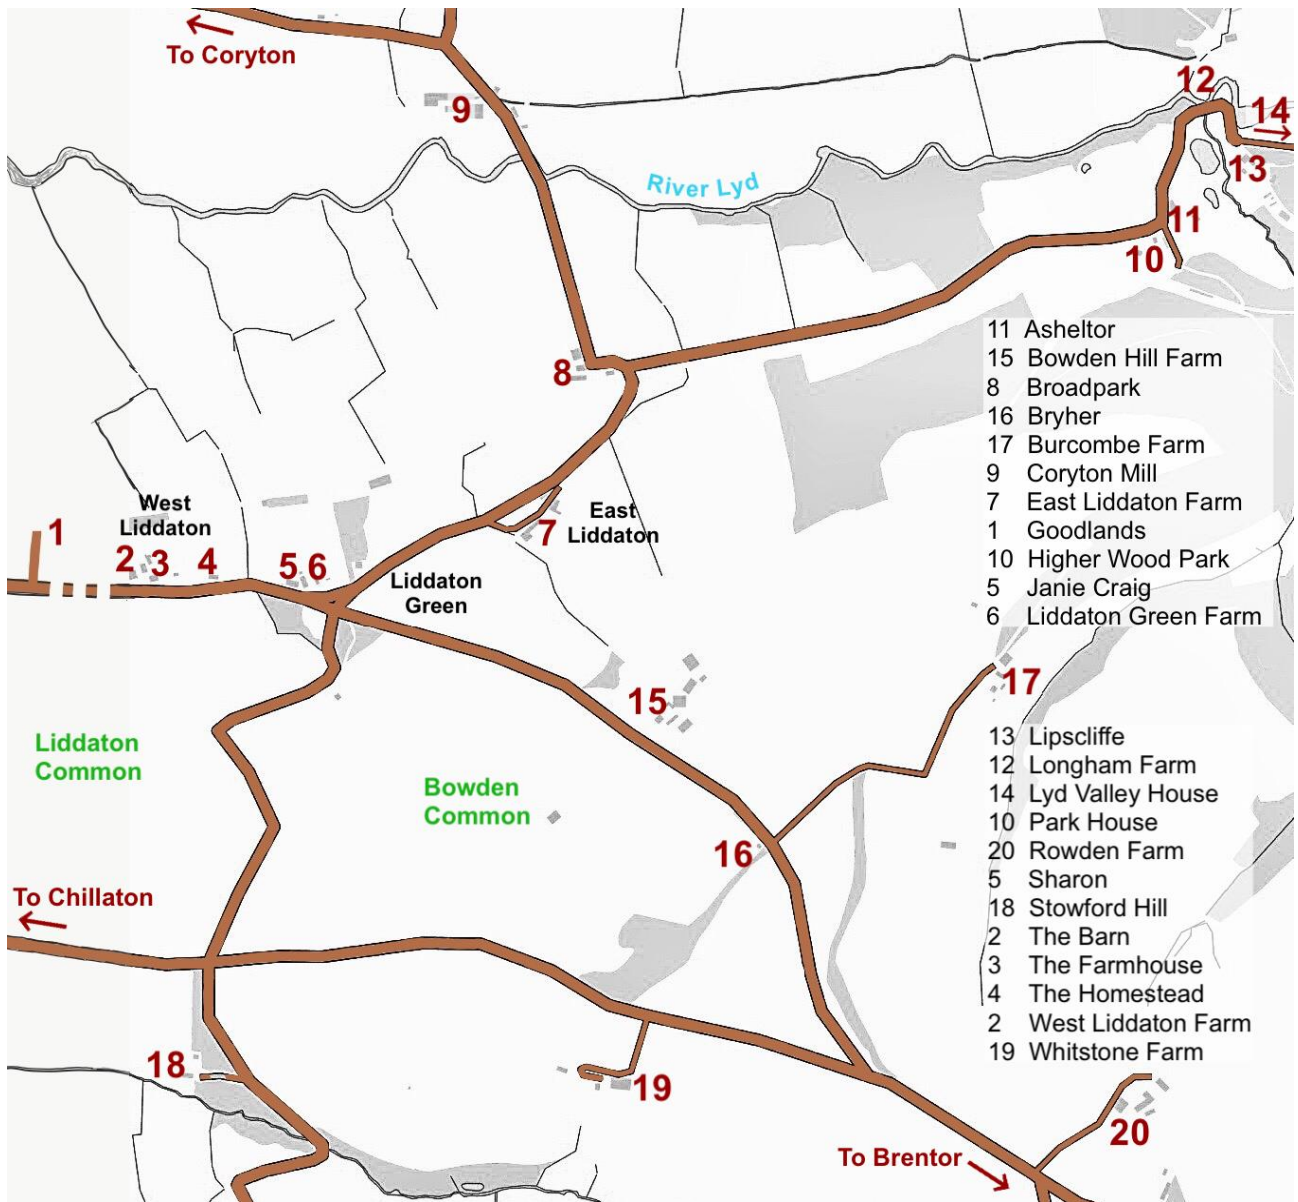 To Coryton
9
12
14
River Lyd
13
11
10
8
11 Asheltor
15 Bowden Hill Farm
8 Broadpark
16 Bryher
17 Burcombe Farm
9 Coryton Mill
7 East Liddaton Farm
1 Goodlands
10 Higher Wood Park
5 Janie Craig
6 Liddaton Green Farm
West
Liddaton
1
2
3
4
5
6
7
East
Liddaton
Liddaton
Green
15
17
Liddaton
Common
Bowden
Common
16
13 Lipscliffe
12 Longham Farm
14 Lyd Valley House
10 Park House
20 Rowden Farm
5 Sharon
18 Stowford Hill
2 The Barn
3 The Farmhouse
4 The Homestead
2 West Liddaton Farm
19 Whitstone Farm
To Chillaton
18
19
20
To Brentor